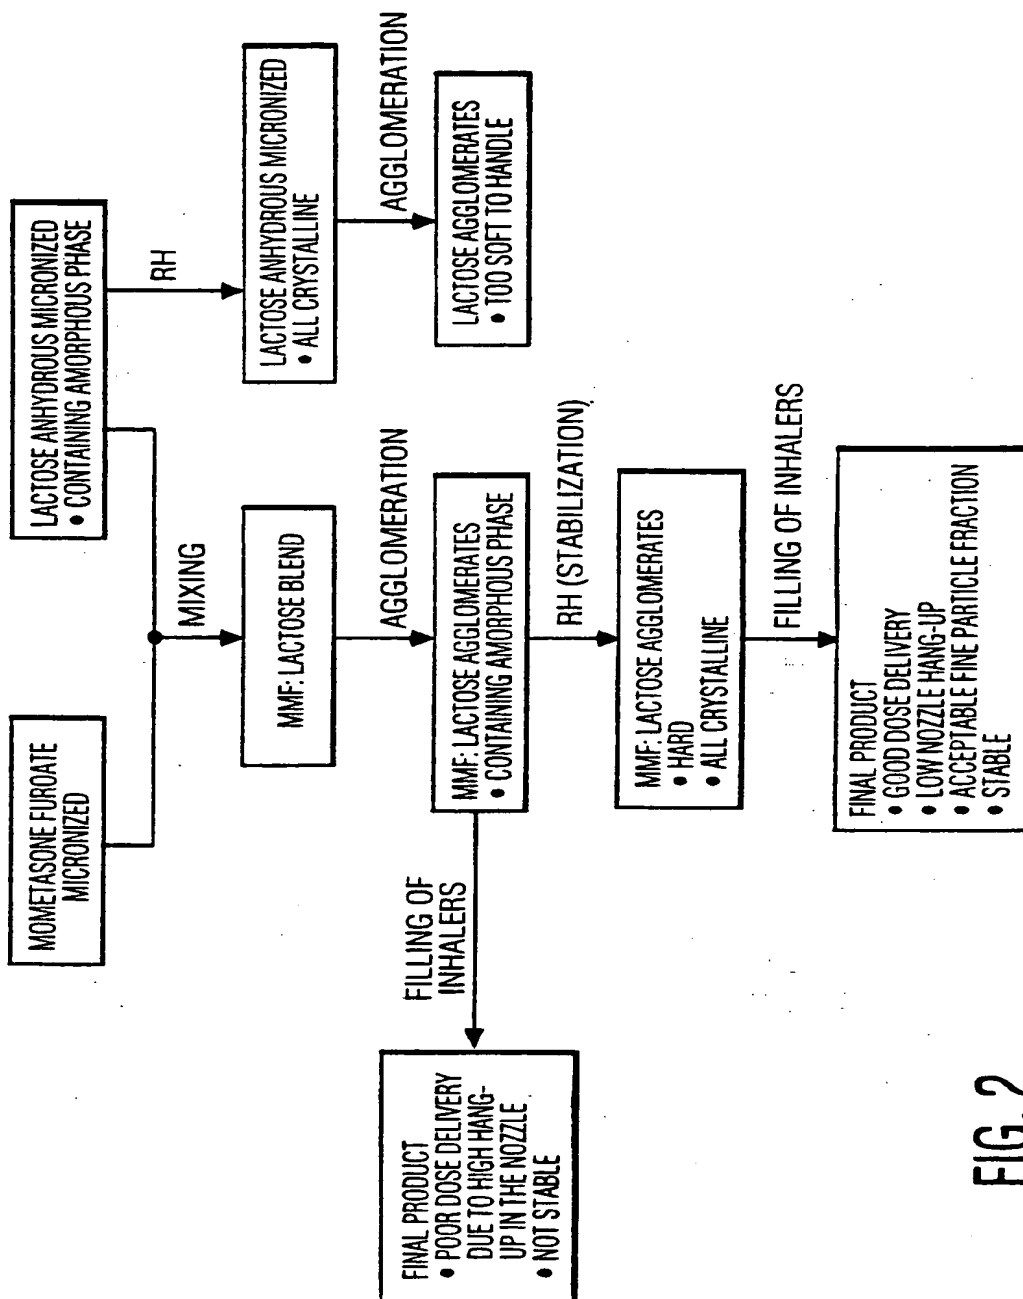 MOMETASONE FUROATE
MICRONIZED
LACTOSE ANHYDROUS MICRONIZED
• CONTAINING AMORPHOUS PHASE
MIXING
RH
MMF: LACTOSE BLEND
LACTOSE ANHYDROUS MICRONIZED
• ALL CRYSTALLINE
AGGLOMERATION
AGGLOMERATION
MMF: LACTOSE AGGLOMERATES
• CONTAINING AMORPHOUS PHASE
LACTOSE AGGLOMERATES
• TOO SOFT TO HANDLE
FILLING OF
INHALERS
RH (STABILIZATION)
FINAL PRODUCT
• POOR DOSE DELIVERY
DUE TO HIGH HANG-
UP IN THE NOZZLE
• NOT STABLE
MMF: LACTOSE AGGLOMERATES
• HARD
• ALL CRYSTALLINE
FILLING OF INHALERS
FINAL PRODUCT
• GOOD DOSE DELIVERY
• LOW NOZZLE HANG-UP
• ACCEPTABLE FINE PARTICLE FRACTION
• STABLE
FIG. 2